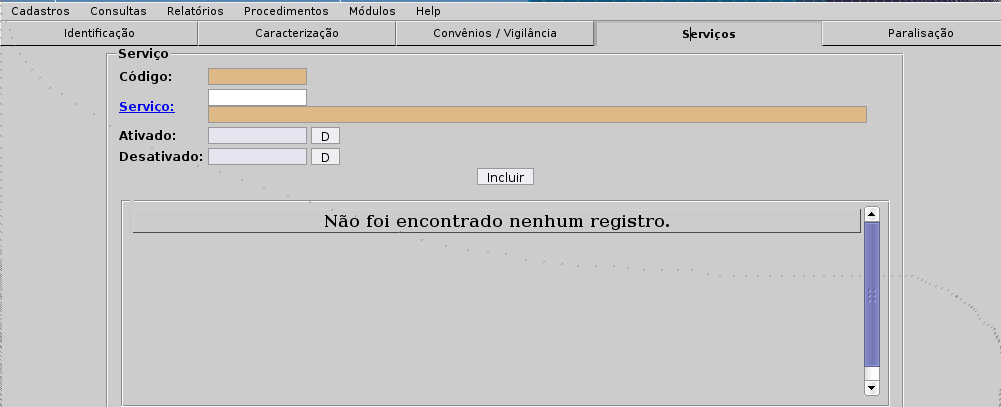 Cadastros Consultas Relatórios Procedimentos Módulos Help
Identificação Caracterização Convênios / Vigilância Serviços Paralisação
Serviço
Código:
Servico:
Ativado: D
Desativado: D
Incluir
Não foi encontrado nenhum registro.